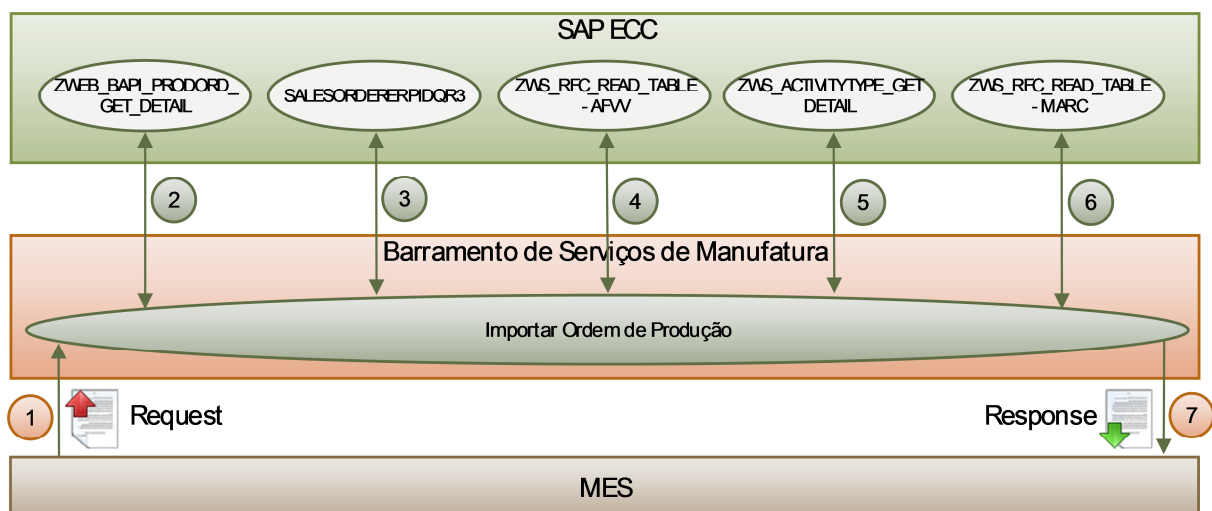 SAP ECC
ZWEB_BAPI_PRODORD_
GET_DETAIL
SALESORDERERPIDQR3
ZWS_RFC_READ_TABLE
- AFVV
ZWS_ACTIVITYTYPE_GET
DETAIL
ZWS_RFC_READ_TABLE
- MARC
2
3
4
5
6
Barramento de Serviços de Manufatura
Importar Ordem de Produção
1
Request
Response
7
MES